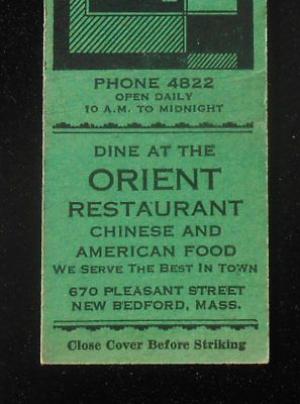 PHONE 4822
OPEN DAILY
10 A.M. TO MIDNIGHT
DINE AT THE
ORIENT
RESTAURANT
CHINESE AND
AMERICAN FOOD
WE SERVE THE BEST IN TOWN
670 PLEASANT STREET
NEW BEDFORD, MASS.
Close Cover Before Striking